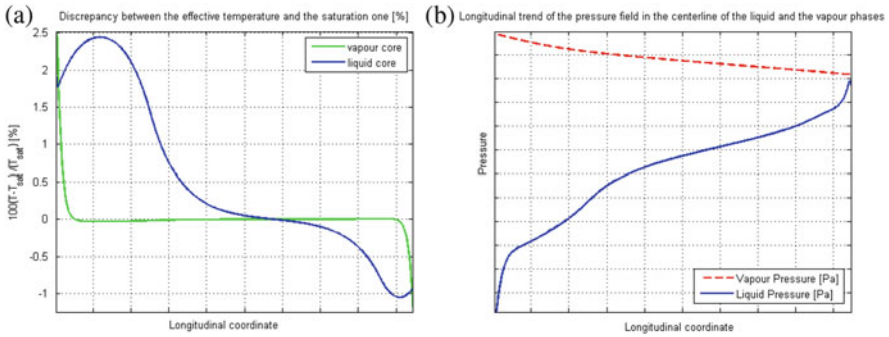 (a)
Discrepancy between the effective temperature and the saturation one [%]
2.5
2
1.5
1
0.5
0
-0.5
-1
100(T-T_sat)/(T_sat) [%]
vapour core
liquid core
Longitudinal coordinate
(b)
Longitudinal trend of the pressure field in the centerline of the liquid and the vapour phases
Pressure
Vapour Pressure [Pa]
Liquid Pressure [Pa]
Longitudinal coordinate